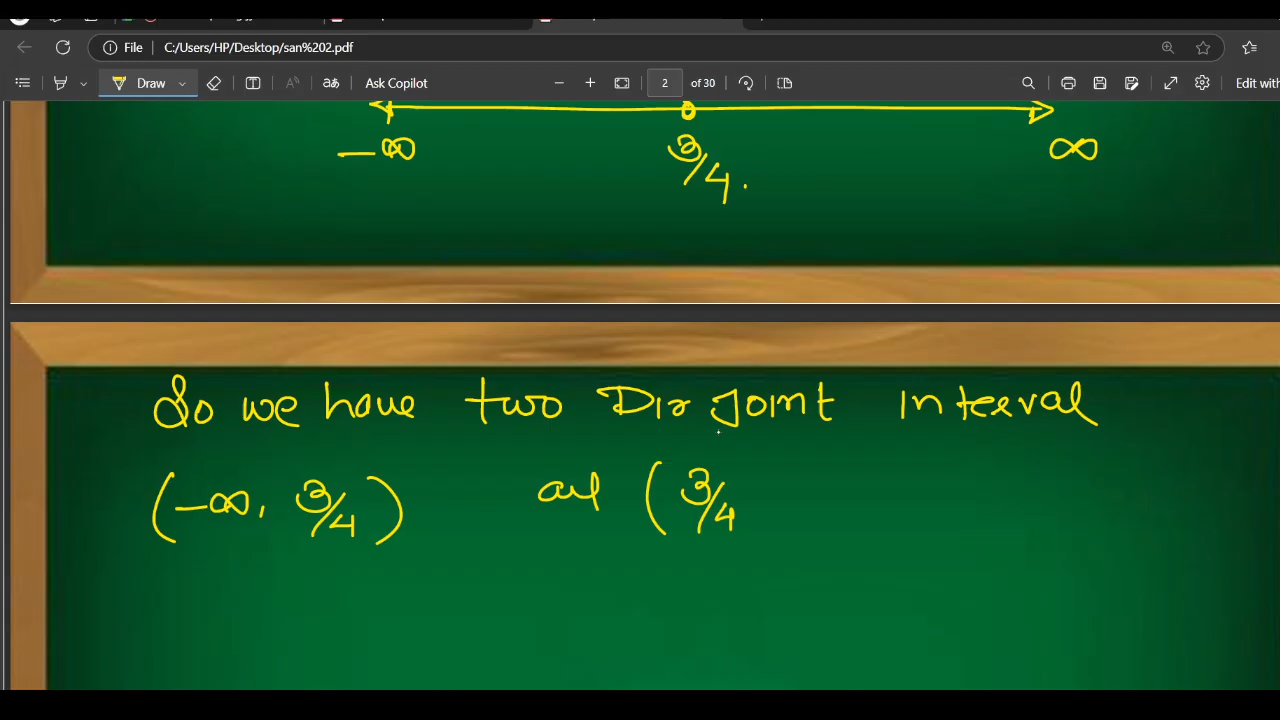 File C:/Users/HP/Desktop/san%202.pdf
Draw Ask Copilot 2 of 30 Edit with
-∞ 3/4. ∞
So we have two Disjoint interval
(-∞, 3/4) and (3/4